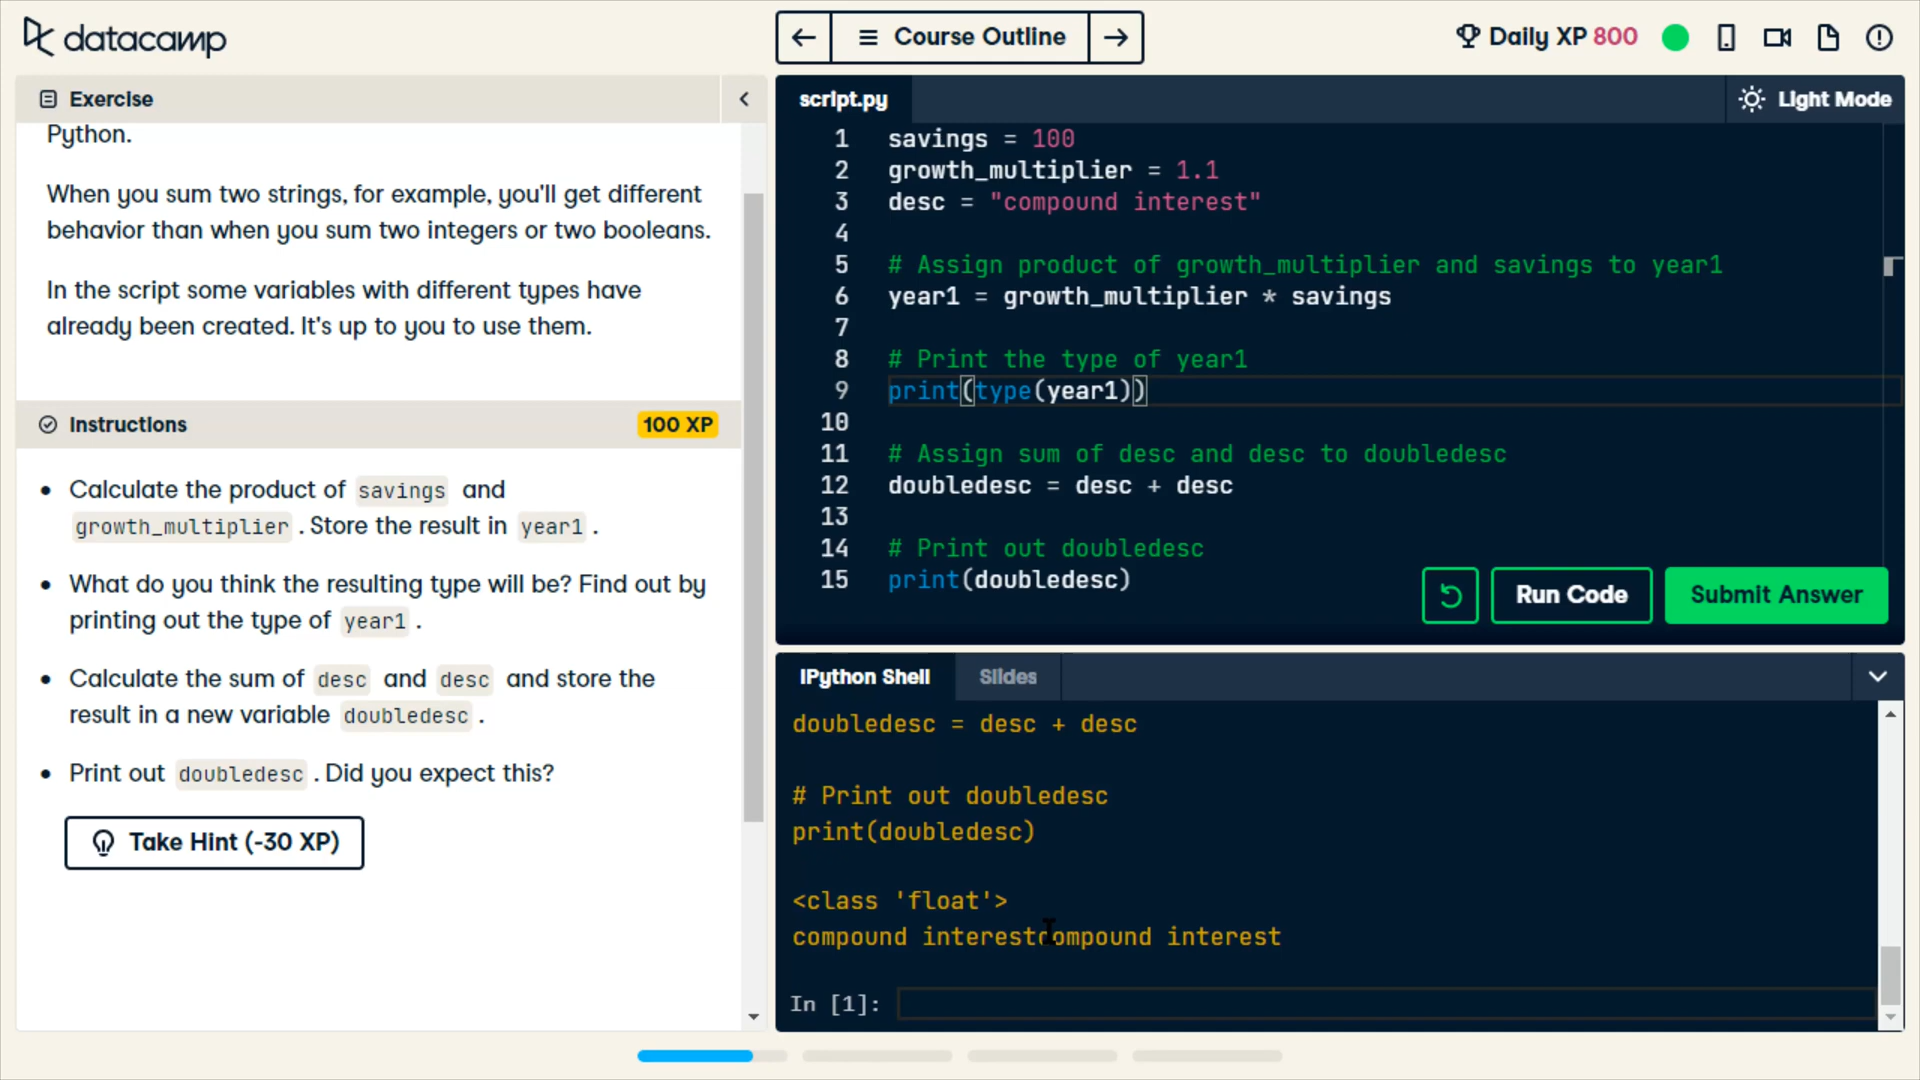 datacamp
Course Outline
Daily XP 800
Exercise
Python.
When you sum two strings, for example, you'll get different
behavior than when you sum two integers or two booleans.
In the script some variables with different types have
already been created. It's up to you to use them.
Instructions
100 XP
Calculate the product of savings and
growth_multiplier . Store the result in year1 .
What do you think the resulting type will be? Find out by
printing out the type of year1 .
Calculate the sum of desc and desc and store the
result in a new variable doubledesc .
Print out doubledesc . Did you expect this?
Take Hint (-30 XP)
script.py
Light Mode
1 savings = 100
2 growth_multiplier = 1.1
3 desc = "compound interest"
4
5 # Assign product of growth_multiplier and savings to year1
6 year1 = growth_multiplier * savings
7
8 # Print the type of year1
9 print(type(year1))
10
11 # Assign sum of desc and desc to doubledesc
12 doubledesc = desc + desc
13
14 # Print out doubledesc
15 print(doubledesc)
Run Code
Submit Answer
IPython Shell
Slides
doubledesc = desc + desc
# Print out doubledesc
print(doubledesc)
<class 'float'>
compound interestcompound interest
In [1]: